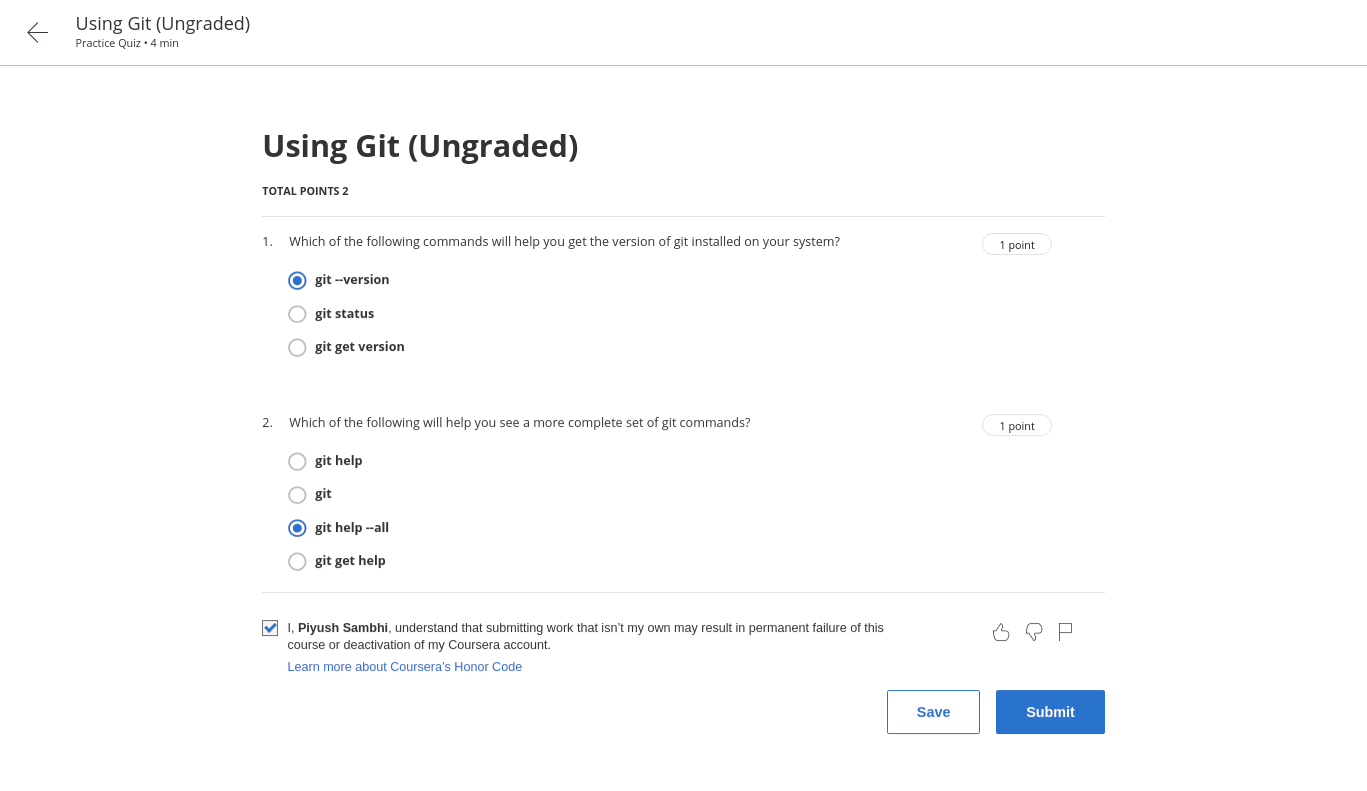 Using Git (Ungraded)
Practice Quiz • 4 min
Using Git (Ungraded)
TOTAL POINTS 2
1. Which of the following commands will help you get the version of git installed on your system?
1 point
git --version
git status
git get version
2. Which of the following will help you see a more complete set of git commands?
1 point
git help
git
git help --all
git get help
I, Piyush Sambhi, understand that submitting work that isn’t my own may result in permanent failure of this
course or deactivation of my Coursera account.
Learn more about Coursera’s Honor Code
Save
Submit